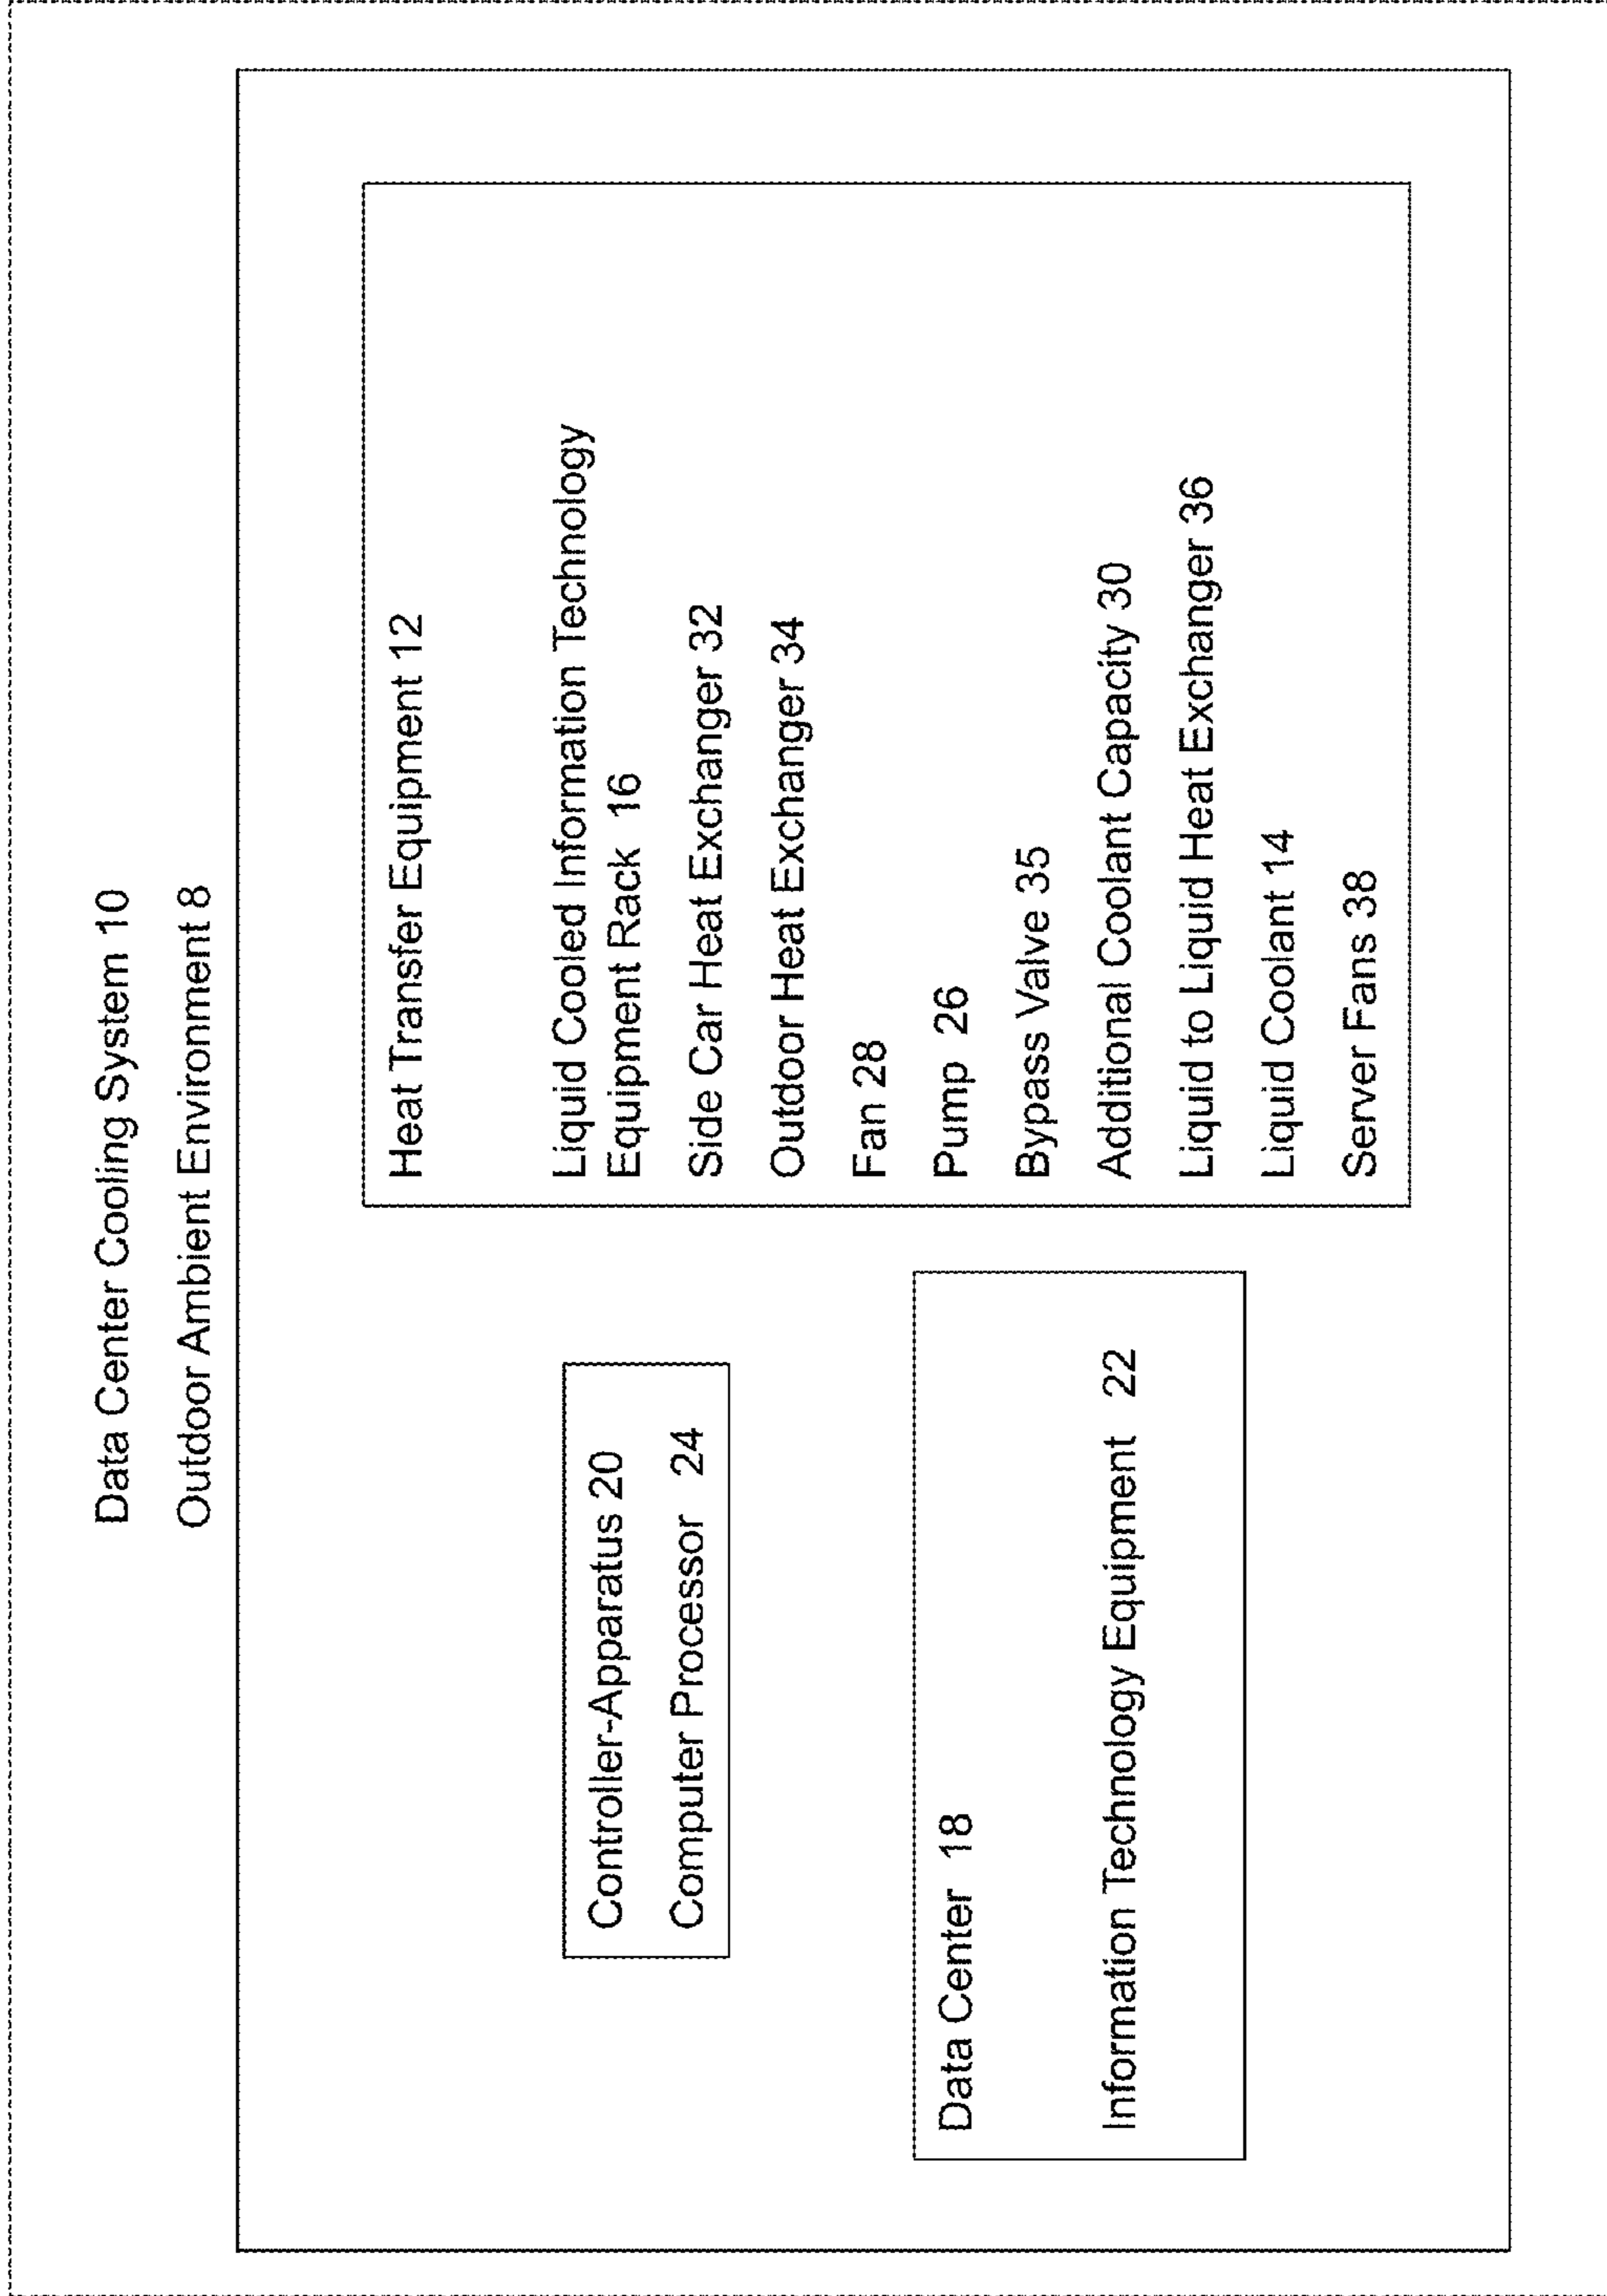 Data Center Cooling System 10
Outdoor Ambient Environment 8
Controller-Apparatus 20
Computer Processor 24
Data Center 18
Information Technology Equipment 22
Heat Transfer Equipment 12
Liquid Cooled Information Technology
Equipment Rack 16
Side Car Heat Exchanger 32
Outdoor Heat Exchanger 34
Fan 28
Pump 26
Bypass Valve 35
Additional Coolant Capacity 30
Liquid to Liquid Heat Exchanger 36
Liquid Coolant 14
Server Fans 38